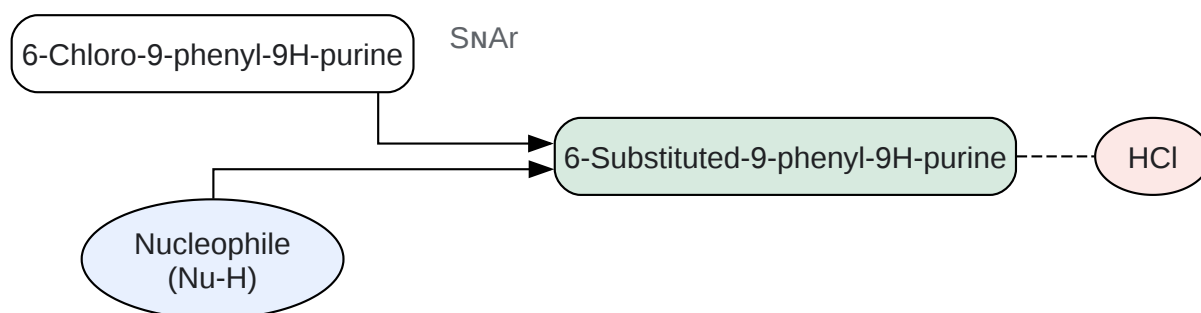 6-Chloro-9-phenyl-9H-purine
SNAr
6-Substituted-9-phenyl-9H-purine
HCl
Nucleophile
(Nu-H)